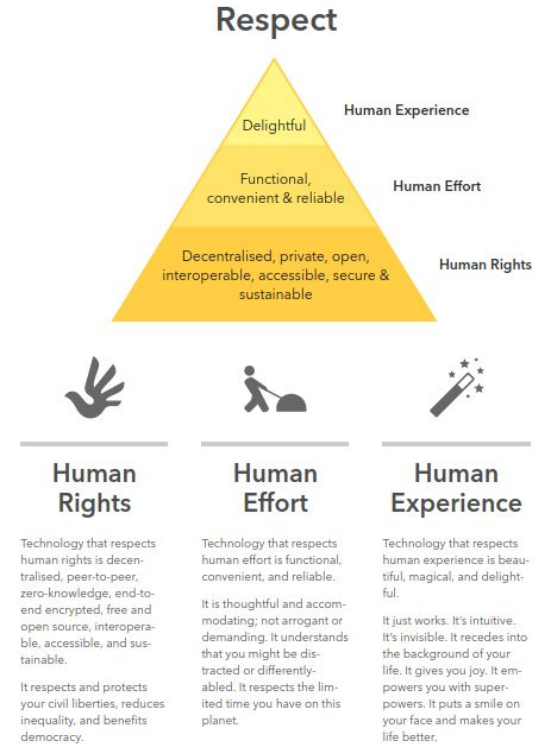 Respect
Delightful
Human Experience
Functional,
convenient & reliable
Human Effort
Decentralised, private, open,
interoperable, accessible, secure &
sustainable
Human Rights
Human
Rights
Technology that respects
human rights is decen-
tralised, peer-to-peer,
zero-knowledge, end-to-
end encrypted, free and
open source, interopera-
ble, accessible, and sus-
tainable.
It respects and protects
your civil liberties, reduces
inequality, and benefits
democracy.
Human
Effort
Technology that respects
human effort is functional,
convenient, and reliable.
It is thoughtful and accom-
modating; not arrogant or
demanding. It understands
that you might be dis-
tracted or differently-
abled. It respects the lim-
ited time you have on this
planet.
Human
Experience
Technology that respects
human experience is beau-
tiful, magical, and delight-
ful.
It just works. It’s intuitive.
It’s invisible. It recedes into
the background of your
life. It gives you joy. It em-
powers you with super-
powers. It puts a smile on
your face and makes your
life better.